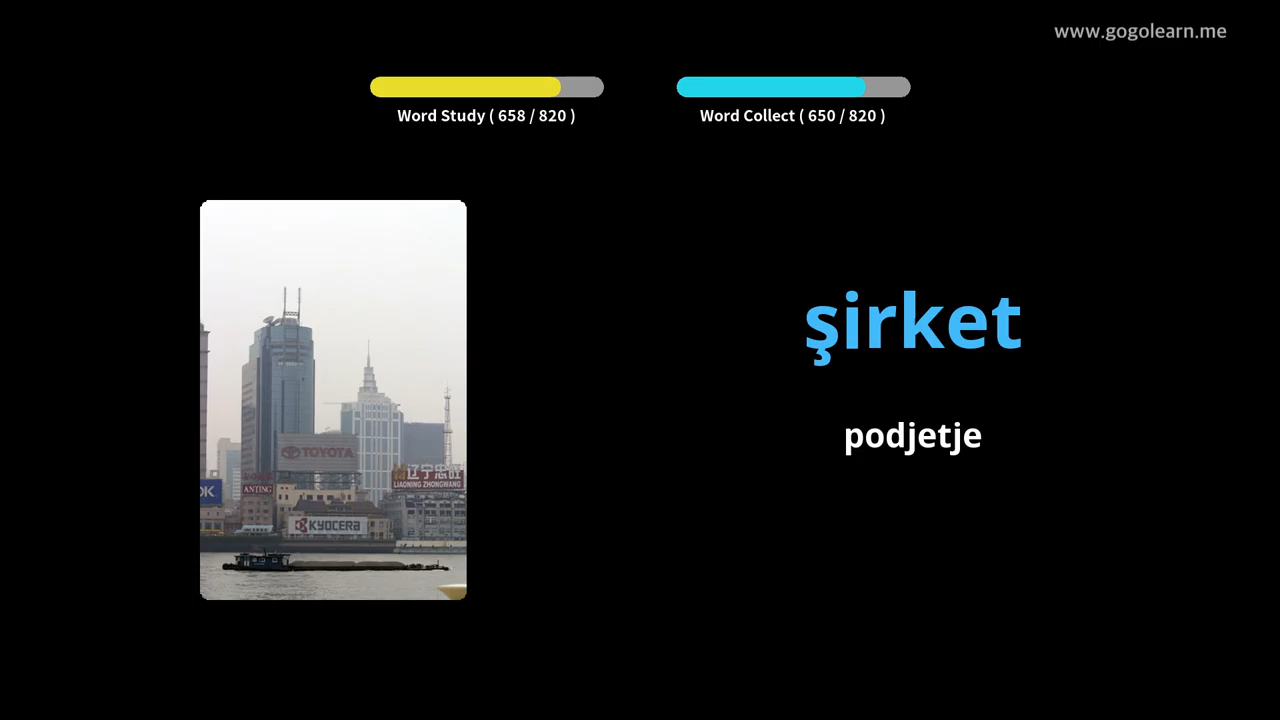 www.gogolearn.me
Word Study ( 658 / 820 )
Word Collect ( 650 / 820 )
şirket
podjetje
TOYOTA
辽宁忠旺
LIAONING ZHONGWANG
OK
ANTING
KYOCERA